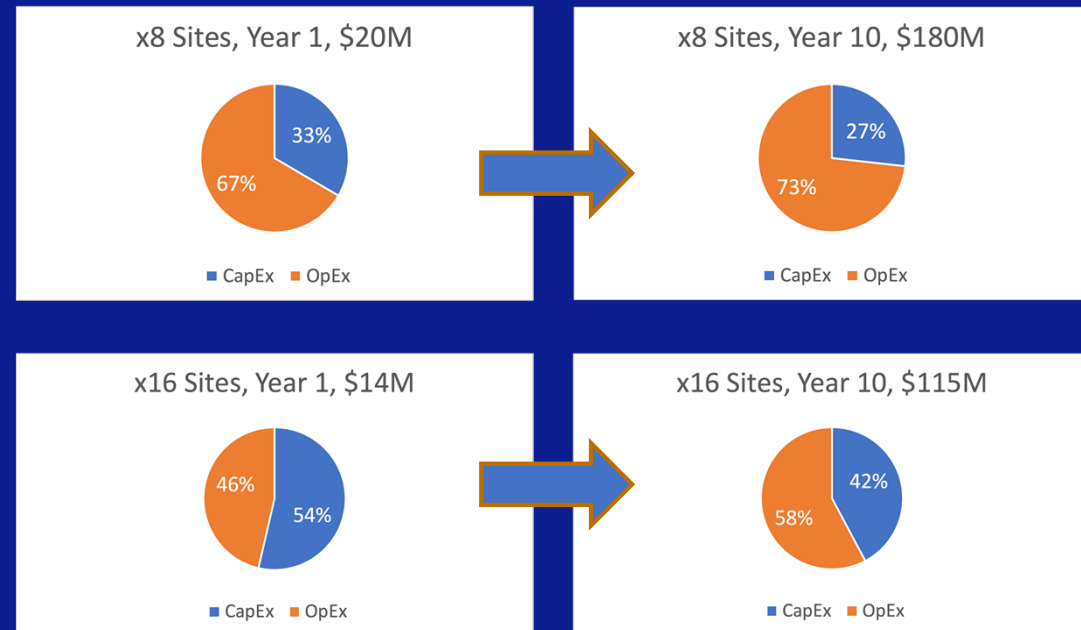 x8 Sites, Year 1, $20M
33%
67%
CapEx OpEx
x8 Sites, Year 10, $180M
27%
73%
CapEx OpEx
x16 Sites, Year 1, $14M
46%
54%
CapEx OpEx
x16 Sites, Year 10, $115M
42%
58%
CapEx OpEx